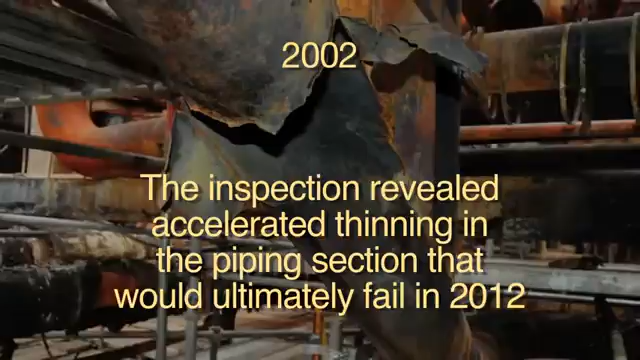 2002
The inspection revealed
accelerated thinning in
the piping section that
would ultimately fail in 2012